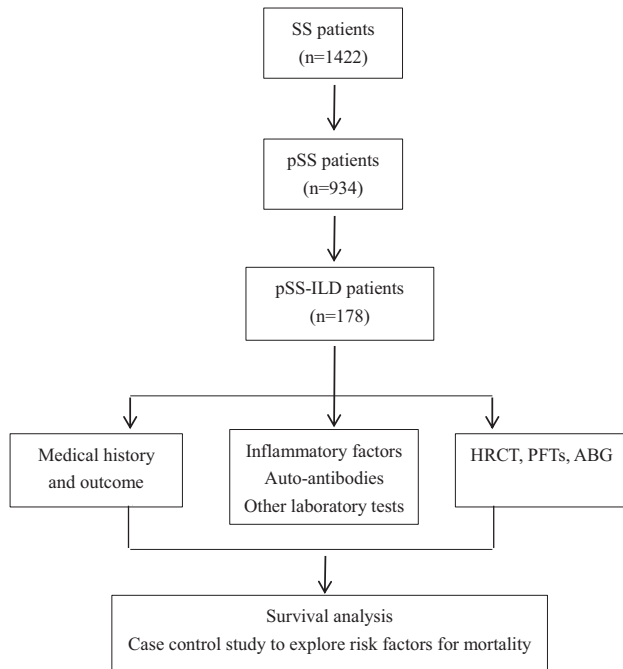 SS patients
(n=1422)
pSS patients
(n=934)
pSS-ILD patients
(n=178)
Medical history
and outcome
Inflammatory factors
Auto-antibodies
Other laboratory tests
HRCT, PFTs, ABG
Survival analysis
Case control study to explore risk factors for mortality